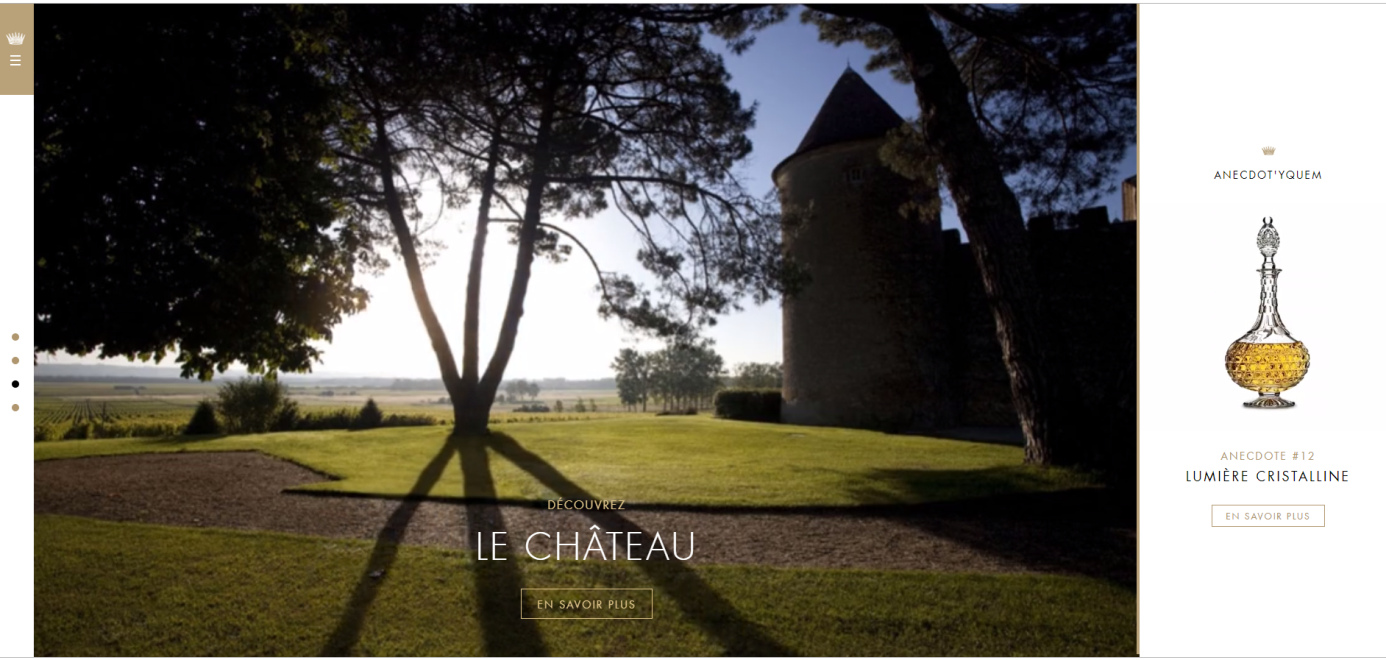 DÉCOUVREZ
LE CHÂTEAU
EN SAVOIR PLUS
ANECDOT'YQUEM
ANECDOTE #12
LUMIÈRE CRISTALLINE
EN SAVOIR PLUS